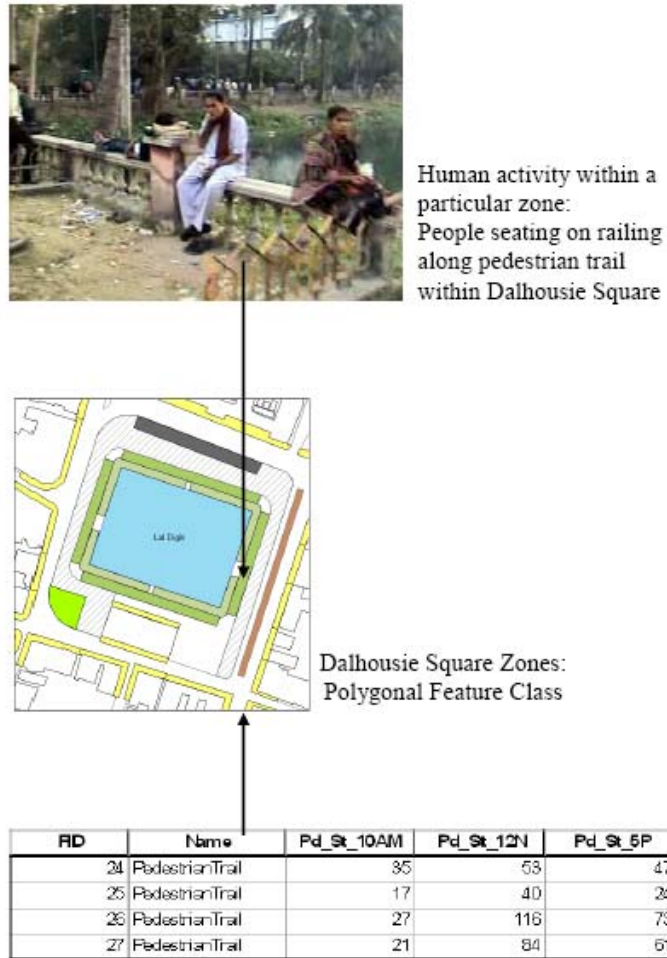 Human activity within a
particular zone:
People seating on railing
along pedestrian trail
within Dalhousie Square
Lal Dighi
Dalhousie Square Zones:
Polygonal Feature Class
FID Name Pd_St_10AM Pd_St_12N Pd_St_5P
24 PedestrianTrail 35 53 47
25 PedestrianTrail 17 40 24
26 PedestrianTrail 27 116 73
27 PedestrianTrail 21 84 61